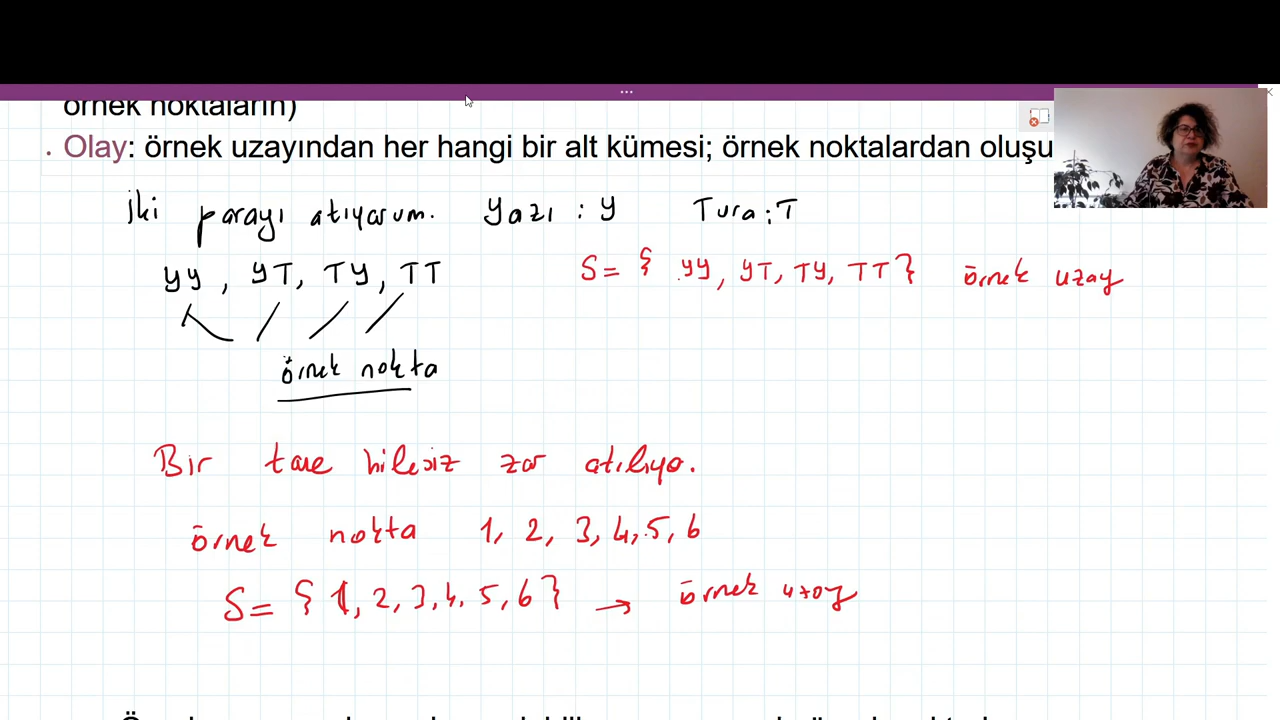 örnek noktaların)
. Olay: örnek uzayından her hangi bir alt kümesi; örnek noktalardan oluşu
İki parayı atıyorum. Yazı : Y Tura : T
YY, YT, TY, TT
S = { YY, YT, TY, TT } örnek uzay
örnek nokta
Bir tane hilesiz zar atılıyo.
örnek nokta 1, 2, 3, 4, 5, 6
S = { 1, 2, 3, 4, 5, 6 } → örnek uzay